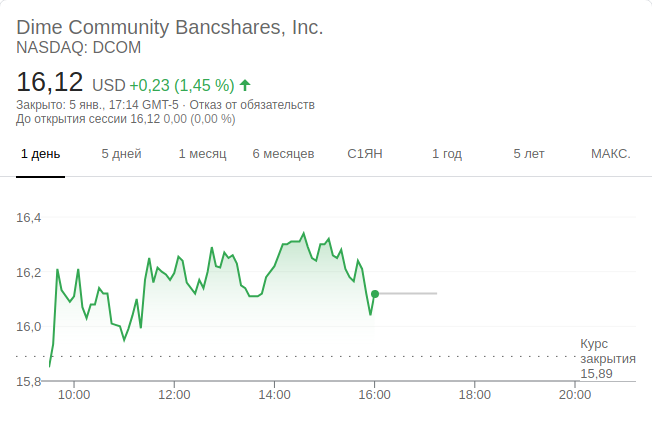 Dime Community Bancshares, Inc.
NASDAQ: DCOM
16,12 USD +0,23 (1,45 %)
Закрыто: 5 янв., 17:14 GMT-5 · Отказ от обязательств
До открытия сессии 16,12 0,00 (0,00 %)
1 день 5 дней 1 месяц 6 месяцев С1ЯН 1 год 5 лет МАКС.
16,4
16,2
16,0
Курс
закрытия
15,89
15,8
10:00 12:00 14:00 16:00 18:00 20:00